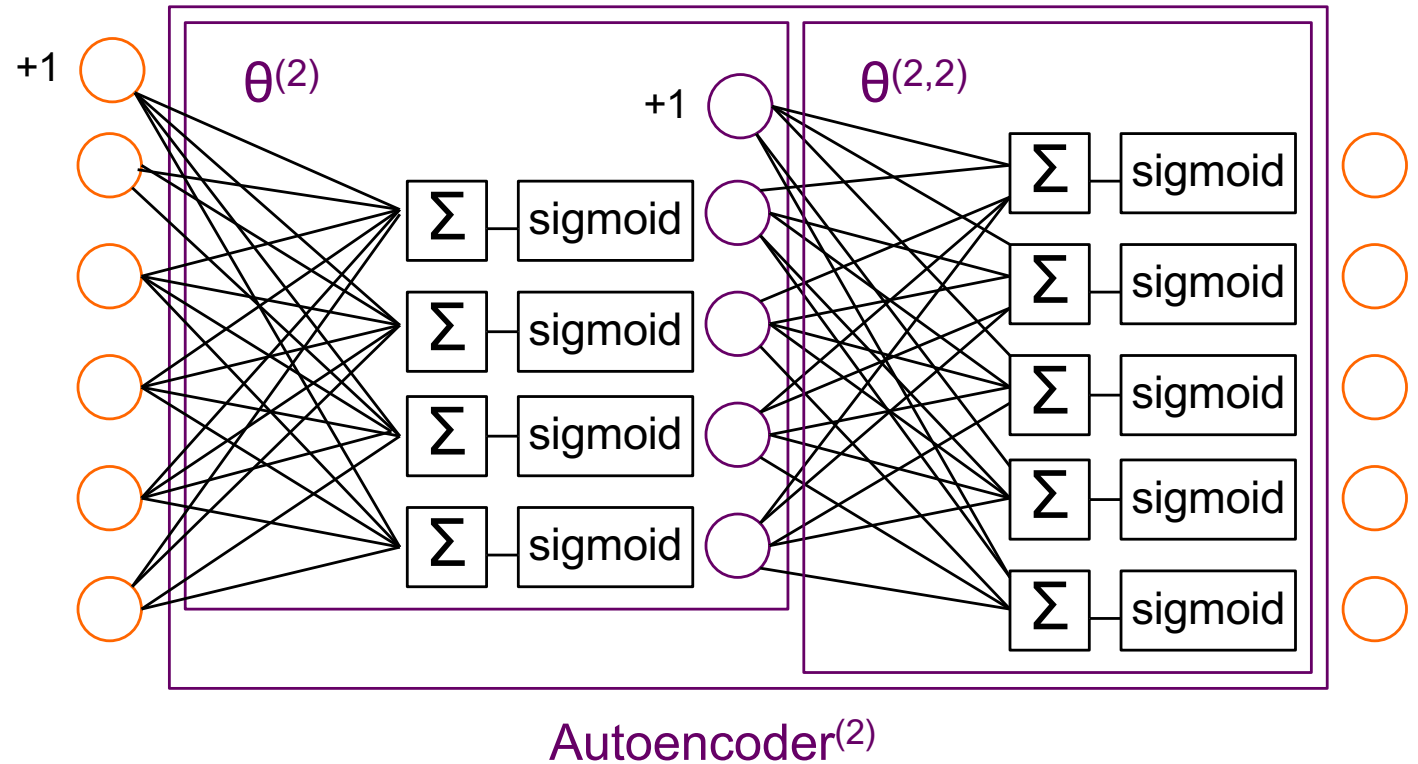 +1
θ(2)
+1
θ(2,2)
Σ sigmoid
Σ sigmoid
Σ sigmoid
Σ sigmoid
Σ sigmoid
Σ sigmoid
Σ sigmoid
Σ sigmoid
Σ sigmoid
Autoencoder(2)